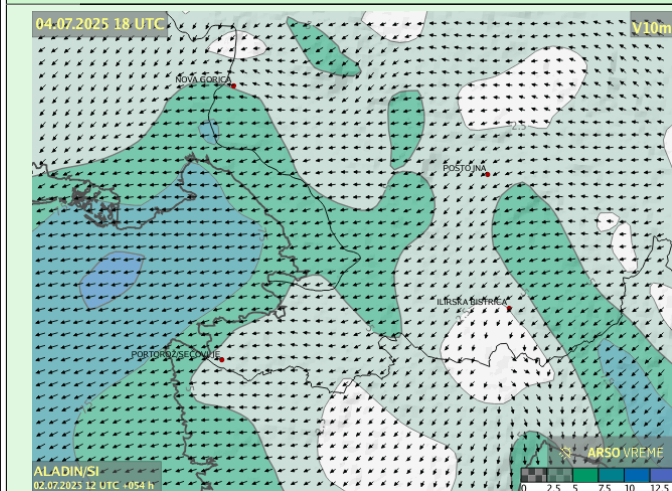 04.07.2025 18 UTC
V10m
NOVA GORICA
2.5
POSTOJNA
ILIRSKA BISTRICA
PORTOROŽ/SEČOVLJE
ARSO VREME
ALADIN/SI
02.07.2025 12 UTC +054 h
0 2.5 5 7.5 10 12.5